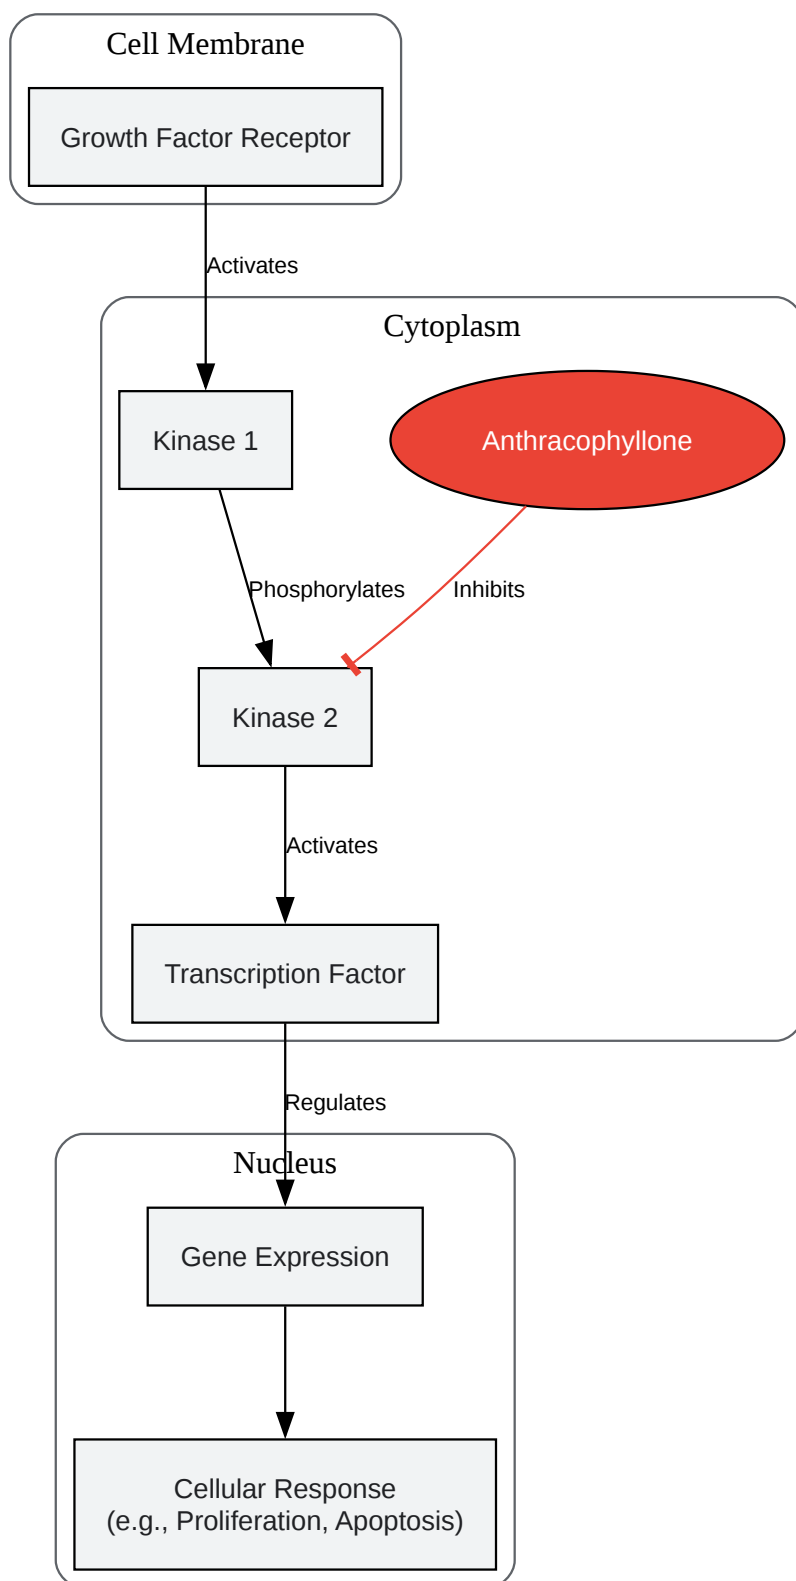 Cell Membrane
Growth Factor Receptor
Activates
Cytoplasm
Kinase 1
Anthracophyllone
Phosphorylates
Inhibits
Kinase 2
Activates
Transcription Factor
Regulates
Nucleus
Gene Expression
Cellular Response
(e.g., Proliferation, Apoptosis)